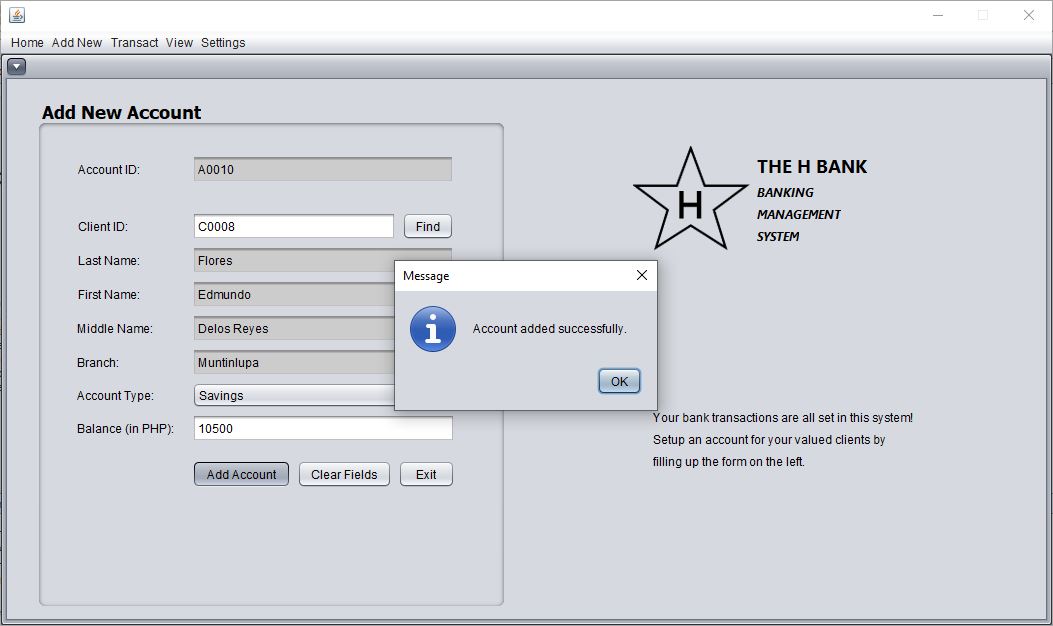 Home Add New Transact View Settings
Add New Account
Account ID: A0010
Client ID: C0008 Find
Last Name: Flores
First Name: Edmundo
Middle Name: Delos Reyes
Branch: Muntinlupa
Account Type: Savings
Balance (in PHP): 10500
Add Account Clear Fields Exit
Message
Account added successfully.
OK
H
THE H BANK
BANKING
MANAGEMENT
SYSTEM
Your bank transactions are all set in this system!
Setup an account for your valued clients by
filling up the form on the left.